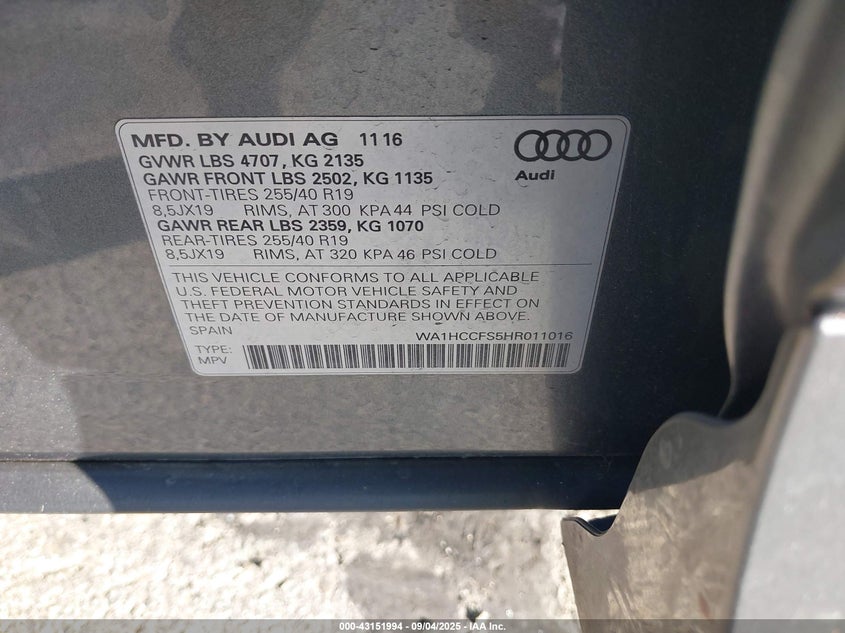 MFD. BY AUDI AG 11 16
GVWR LBS 4707, KG 2135
GAWR FRONT LBS 2502, KG 1135
FRONT-TIRES 255/40 R19
8,5JX19 RIMS, AT 300 KPA 44 PSI COLD
GAWR REAR LBS 2359, KG 1070
REAR-TIRES 255/40 R19
8,5JX19 RIMS, AT 320 KPA 46 PSI COLD
Audi
THIS VEHICLE CONFORMS TO ALL APPLICABLE
U.S. FEDERAL MOTOR VEHICLE SAFETY AND
THEFT PREVENTION STANDARDS IN EFFECT ON
THE DATE OF MANUFACTURE SHOWN ABOVE.
SPAIN WA1HCCFS5HR011016
TYPE:
MPV
000-43151994 - 09/04/2025 - IAA Inc.